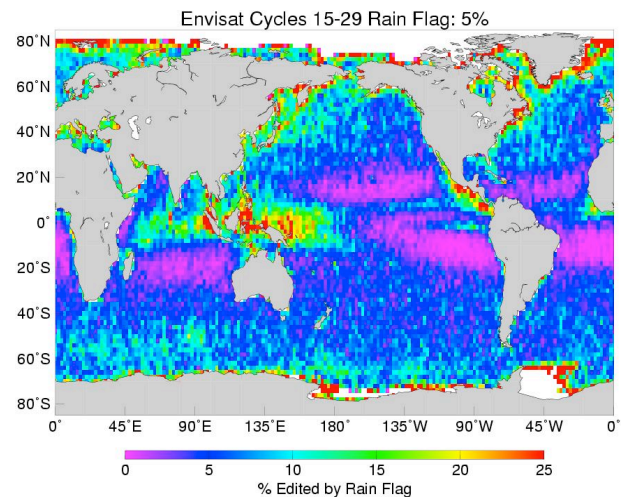 Envisat Cycles 15-29 Rain Flag: 5%
80˚N
60˚N
40˚N
20˚N
0˚
20˚S
40˚S
60˚S
80˚S
0˚ 45˚E 90˚E 135˚E 180˚ 135˚W 90˚W 45˚W 0˚
0 5 10 15 20 25
% Edited by Rain Flag